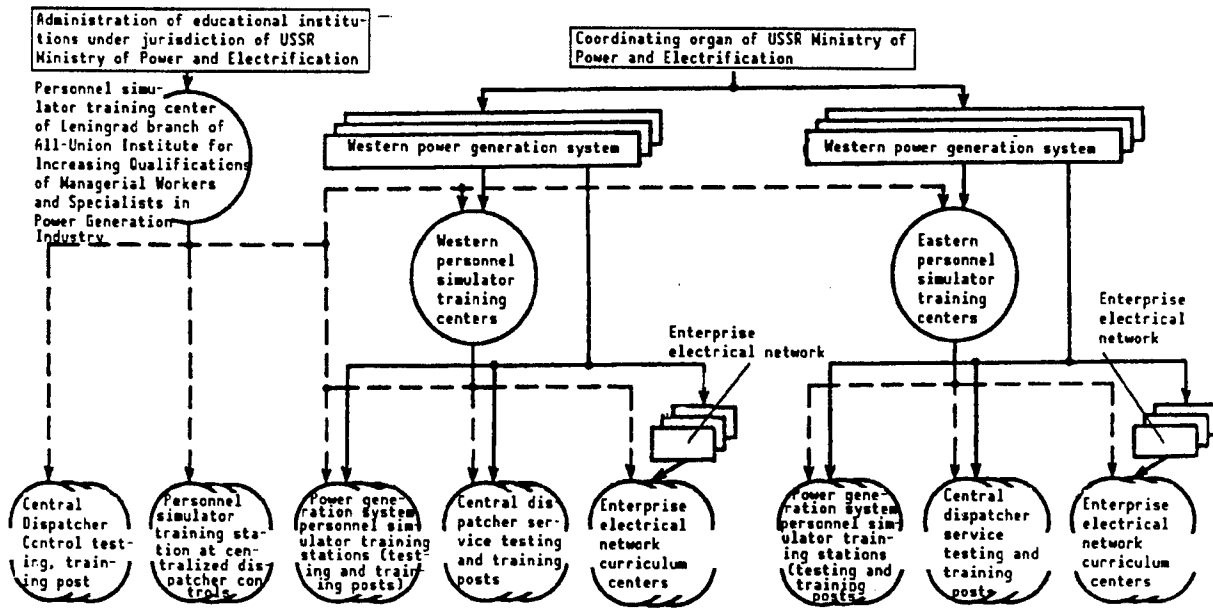 Administration of educational institu-
tions under jurisdiction of USSR
Ministry of Power and Electrification
Coordinating organ of USSR Ministry of
Power and Electrification
Personnel simu-
lator training center
of Leningrad branch of
All-Union Institute for
Increasing Qualifications
of Managerial Workers
and Specialists in
Power Generation
Industry
Western power generation system
Western power generation system
Western
personnel
simulator
training
centers
Eastern
personnel
simulator
training
centers
Enterprise
electrical network
Enterprise
electrical
network
Central
Dispatcher
Control test-
ing, train-
ing post
Personnel
simulator
training sta-
tion at cen-
tralized dis-
patcher con
trols
Power gene-
ration system
personnel sim-
ulator training
stations (test-
ing and train-
ing posts)
Central dis-
patcher ser-
vice testing
and training
posts
Enterprise
electrical
network
curriculum
centers
Power gene-
ration system
personnel sim-
ulator train-
ing stations
(testing and
training
posts
Central
dispatcher
service
testing and
training
posts
Enterprise
electrical
network
curriculum
centers